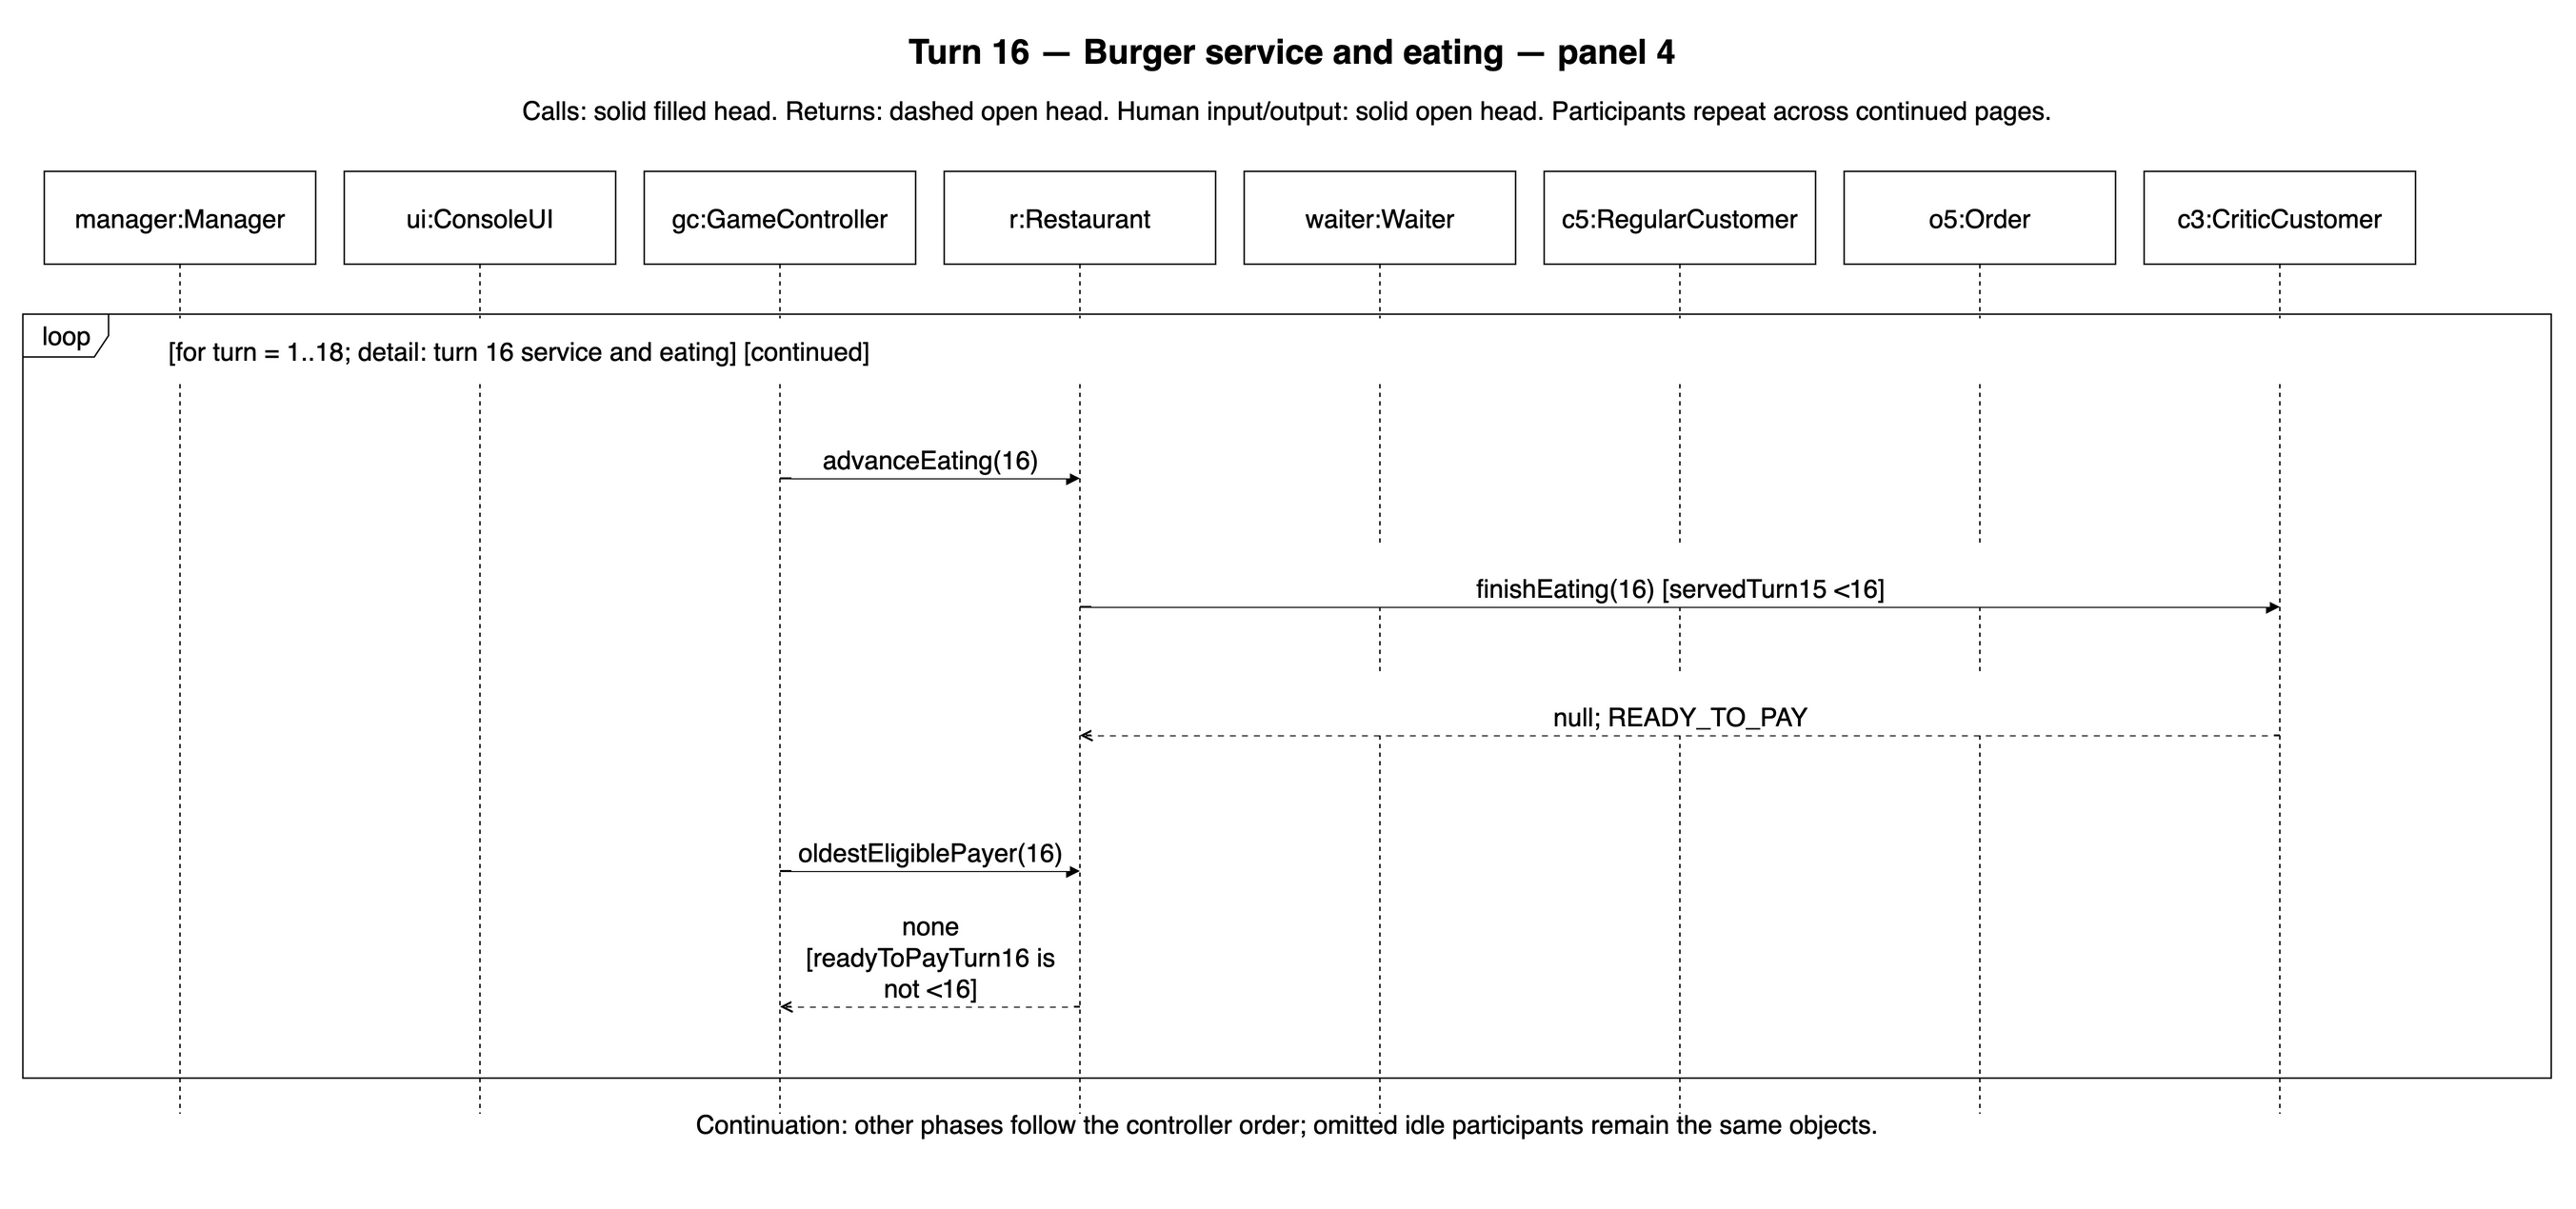 Turn 16 — Burger service and eating — panel 4
Calls: solid filled head. Returns: dashed open head. Human input/output: solid open head. Participants repeat across continued pages.
manager:Manager
ui:ConsoleUI
gc:GameController
r:Restaurant
waiter:Waiter
c5:RegularCustomer
o5:Order
c3:CriticCustomer
loop
[for turn = 1..18; detail: turn 16 service and eating] [continued]
advanceEating(16)
finishEating(16) [servedTurn15 <16]
null; READY_TO_PAY
oldestEligiblePayer(16)
none
[readyToPayTurn16 is
not <16]
Continuation: other phases follow the controller order; omitted idle participants remain the same objects.